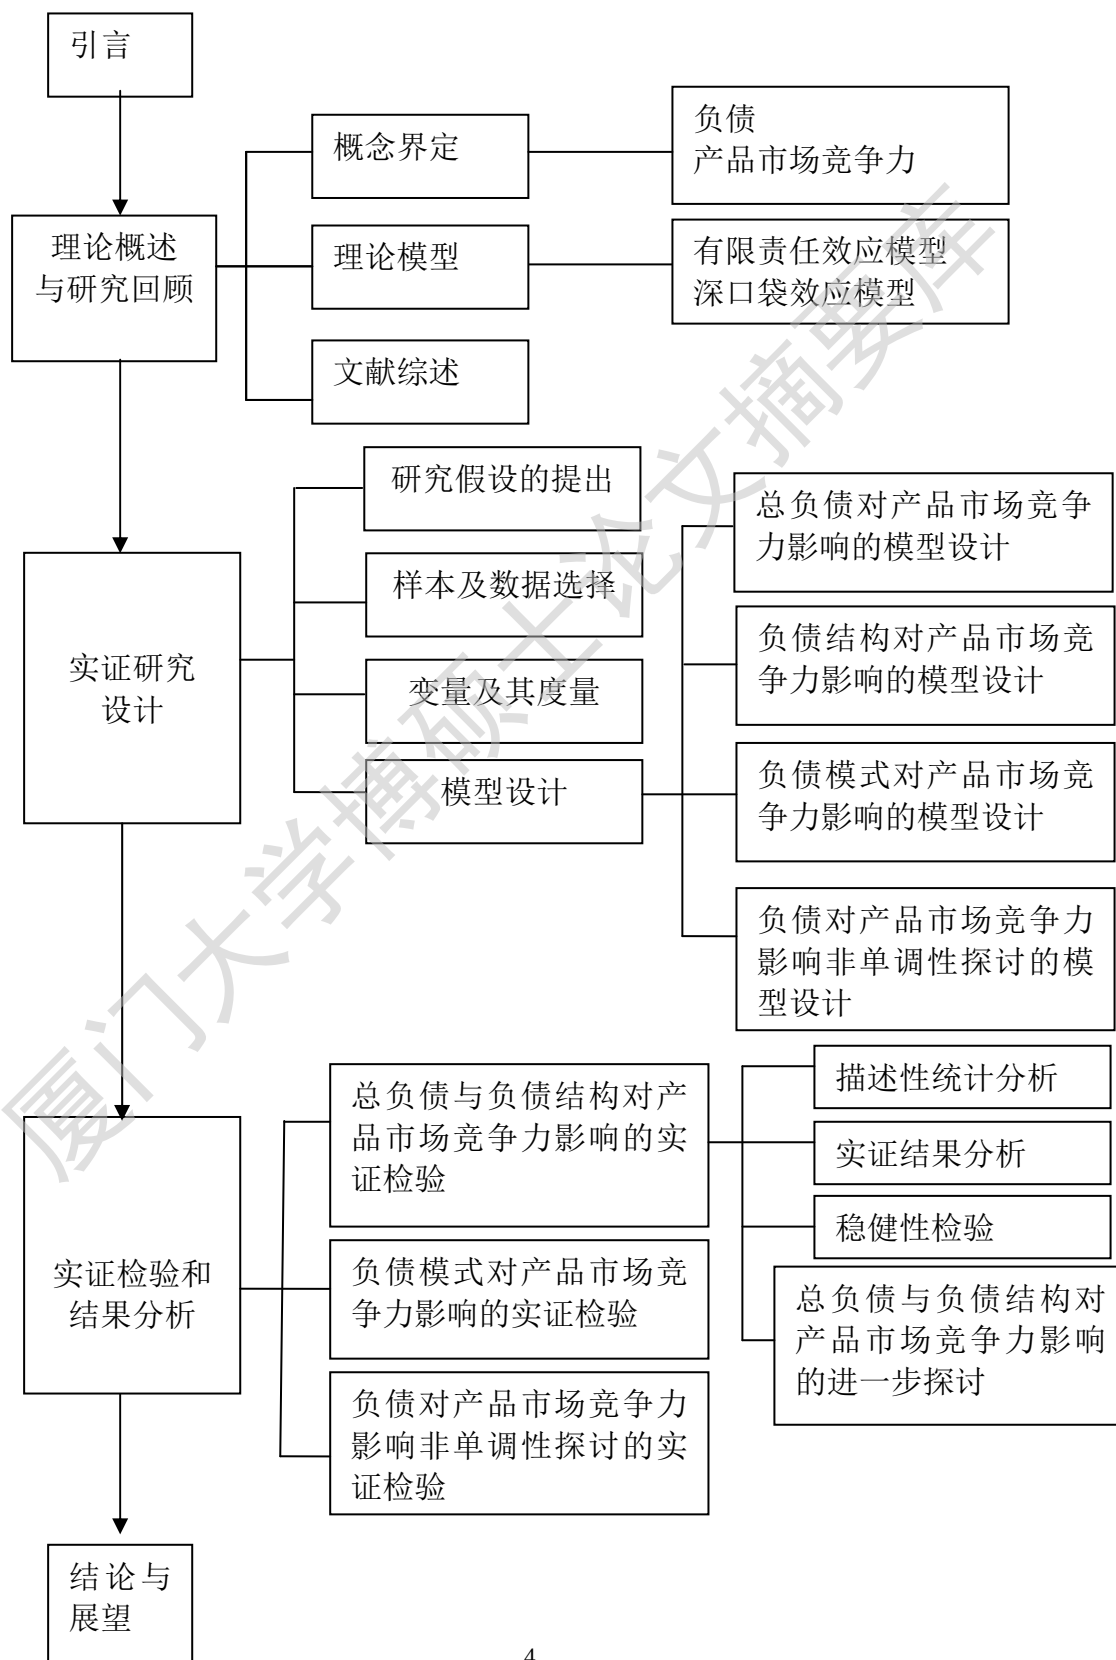 引言
概念界定
负债
产品市场竞争力
理论概述
与研究回顾
理论模型
有限责任效应模型
深口袋效应模型
文献综述
研究假设的提出
样本及数据选择
实证研究
设计
变量及其度量
模型设计
总负债对产品市场竞争
力影响的模型设计
负债结构对产品市场竞
争力影响的模型设计
负债模式对产品市场竞
争力影响的模型设计
负债对产品市场竞争力
影响非单调性探讨的模
型设计
实证检验和
结果分析
总负债与负债结构对产
品市场竞争力影响的实
证检验
描述性统计分析
实证结果分析
稳健性检验
总负债与负债结构对
产品市场竞争力影响
的进一步探讨
负债模式对产品市场竞
争力影响的实证检验
负债对产品市场竞争力
影响非单调性探讨的实
证检验
结论与
展望
4
厦门大学博硕士论文摘要库